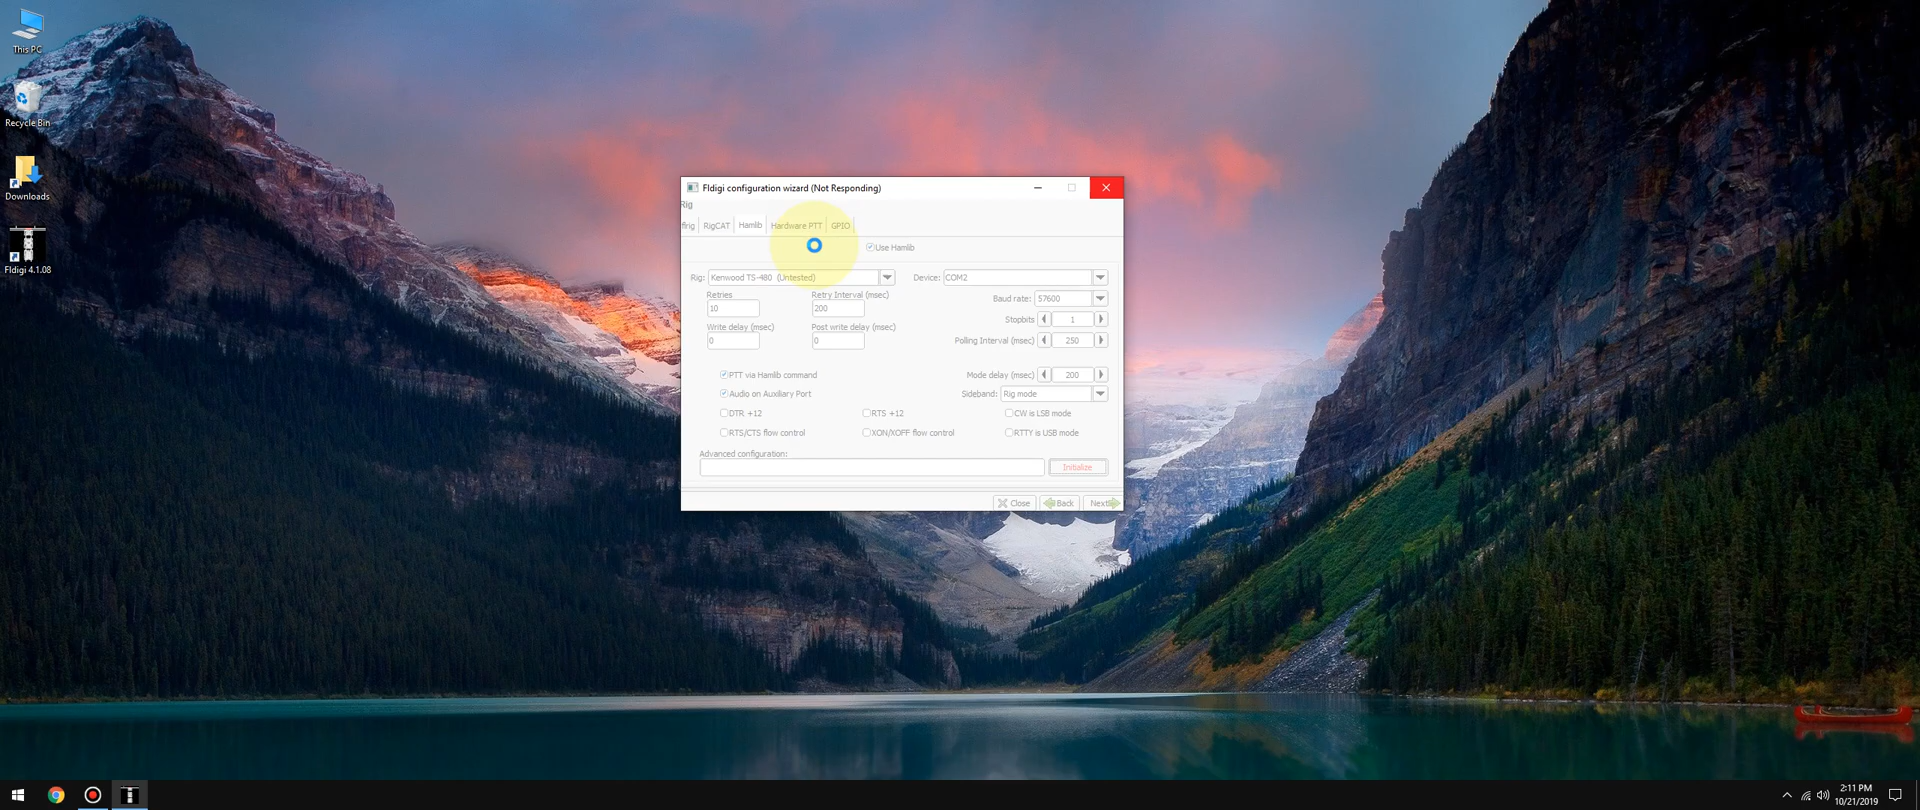 This PC
Recycle Bin
Downloads
Fldigi 4.1.08
Fldigi configuration wizard (Not Responding)
Rig
flrig RigCAT Hamlib Hardware PTT GPIO
Use Hamlib
Rig: Kenwood TS-480 (Untested) Device: COM2
Retries Retry Interval (msec) Baud rate: 57600
10 200
Stopbits 1
Write delay (msec) Post write delay (msec)
0 0 Polling Interval (msec) 250
PTT via Hamlib command Mode delay (msec) 200
Audio on Auxiliary Port Sideband: Rig mode
DTR +12 RTS +12 CW is LSB mode
RTS/CTS flow control XON/XOFF flow control RTTY is USB mode
Advanced configuration:
Initialize
Close Back Next
2:11 PM
10/21/2019